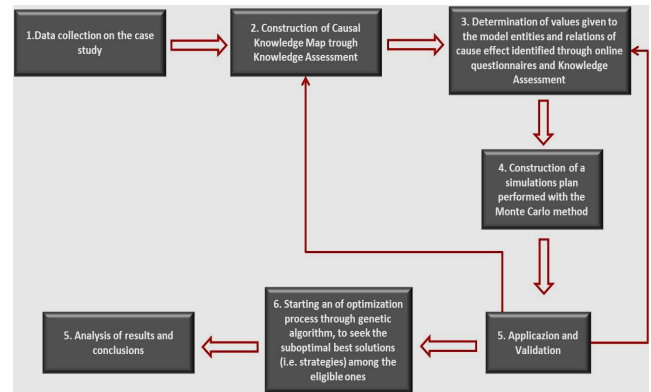 1.Data collection on the case
study
2. Construction of Causal
Knowledge Map trough
Knowledge Assessment
3. Determination of values given to
the model entities and relations of
cause effect identified through online
questionnaires and Knowledge
Assessment
4. Construction of a
simulations plan
performed with the
Monte Carlo method
5. Applicazion and
Validation
6. Starting an of optimization
process through genetic
algorithm, to seek the
suboptimal best solutions
(i.e. strategies) among the
eligible ones
5. Analysis of results and
conclusions